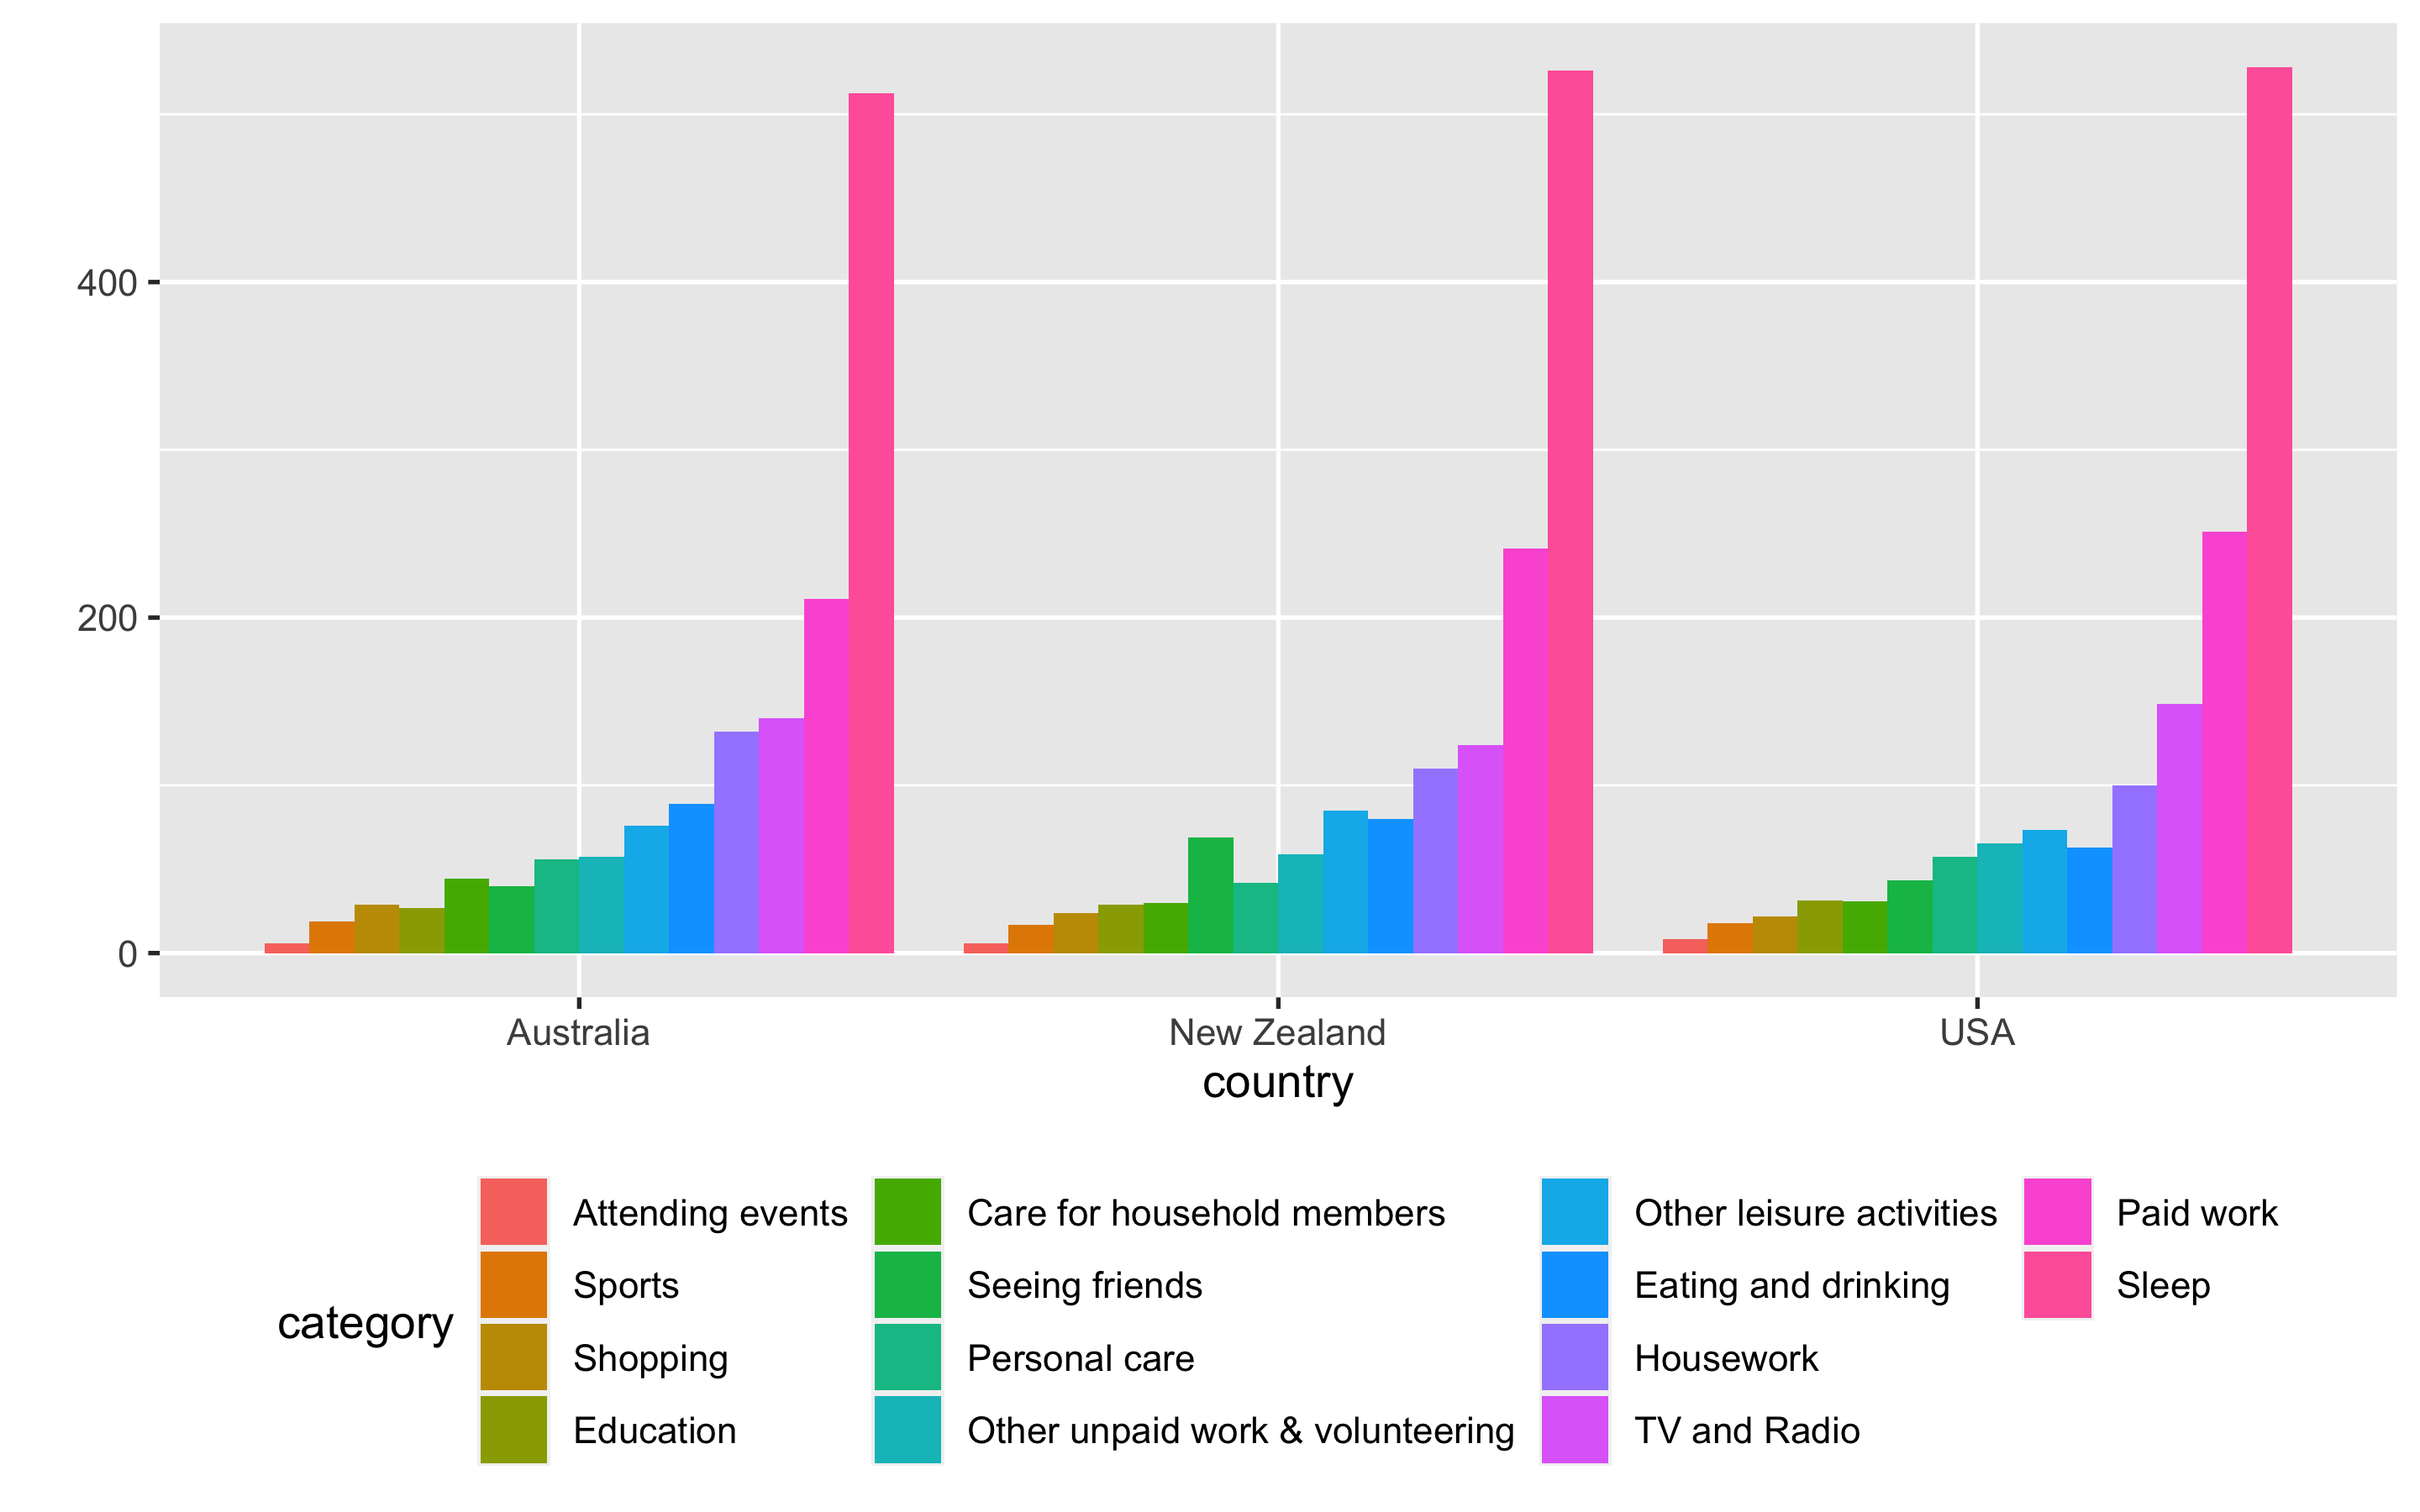 400
200
0
Australia
New Zealand
USA
country
category
Attending events
Sports
Shopping
Education
Care for household members
Seeing friends
Personal care
Other unpaid work & volunteering
Other leisure activities
Eating and drinking
Housework
TV and Radio
Paid work
Sleep